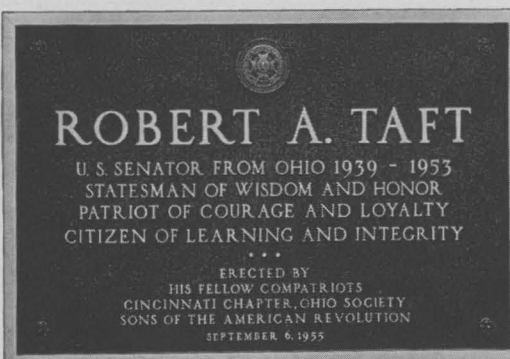 ROBERT A. TAFT
U. S. SENATOR FROM OHIO 1939 - 1953
STATESMAN OF WISDOM AND HONOR
PATRIOT OF COURAGE AND LOYALTY
CITIZEN OF LEARNING AND INTEGRITY
• • •
ERECTED BY
HIS FELLOW COMPATRIOTS
CINCINNATI CHAPTER, OHIO SOCIETY
SONS OF THE AMERICAN REVOLUTION
SEPTEMBER 6, 1955